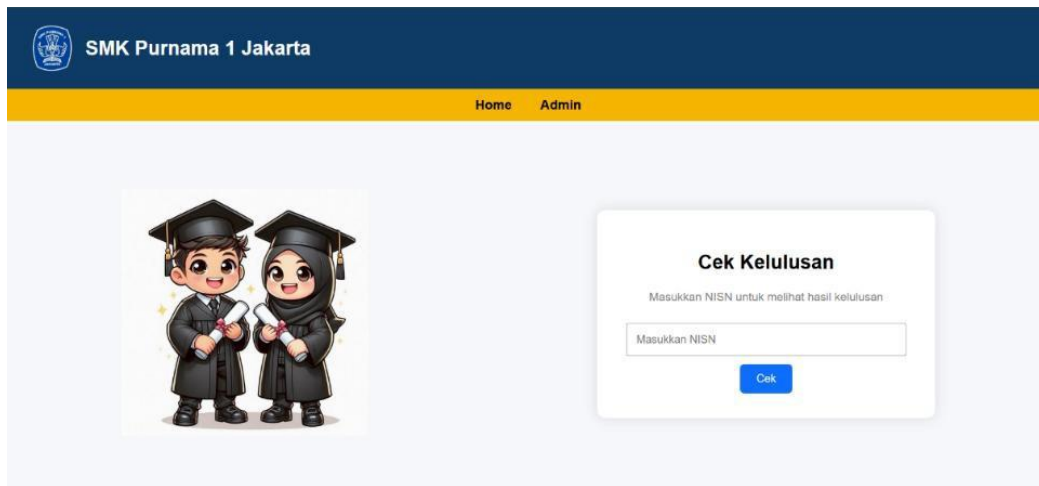 SMK Purnama 1 Jakarta
Home Admin
Cek Kelulusan
Masukkan NISN untuk melihat hasil kelulusan
Masukkan NISN
Cek